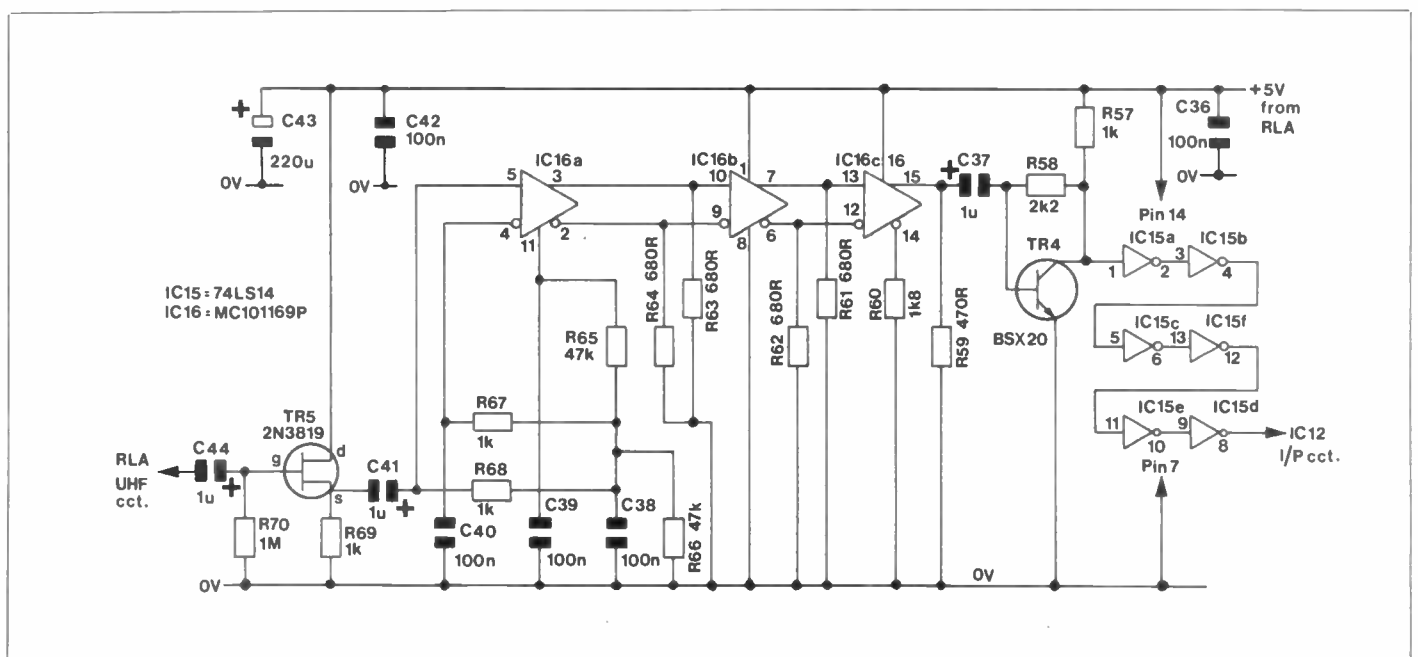 +5V
from
RLA
C43
220u
0V
C42
100n
0V
IC16a
5
3
4
2
11
IC16b
1
10
7
9
6
8
IC16c
16
13
15
12
14
C37
1u
R58
2k2
R57
1k
C36
100n
0V
Pin 14
TR4
BSX20
IC15a
1
2
IC15b
3
4
IC15c
5
6
IC15f
13
12
IC15e
11
10
IC15d
9
8
IC12
I/P cct.
Pin 7
IC15 = 74LS14
IC16 = MC101169P
R65
47k
R64 680R
R63 680R
R62 680R
R61 680R
R60
1k8
R59 470R
R67
1k
R68
1k
TR5
2N3819
g
d
s
RLA
UHF
cct.
C44
1u
C41
1u
R70
1M
R69
1k
C40
100n
C39
100n
C38
100n
R66 47k
0V
0V